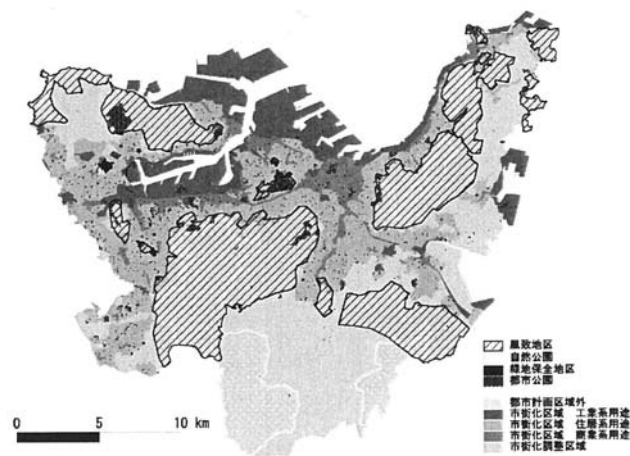 0 5 10 km
風致地区
自然公園
緑地保全地区
都市公園
都市計画区域外
市街化区域 工業系用途
市街化区域 住居系用途
市街化区域 商業系用途
市街化調整区域